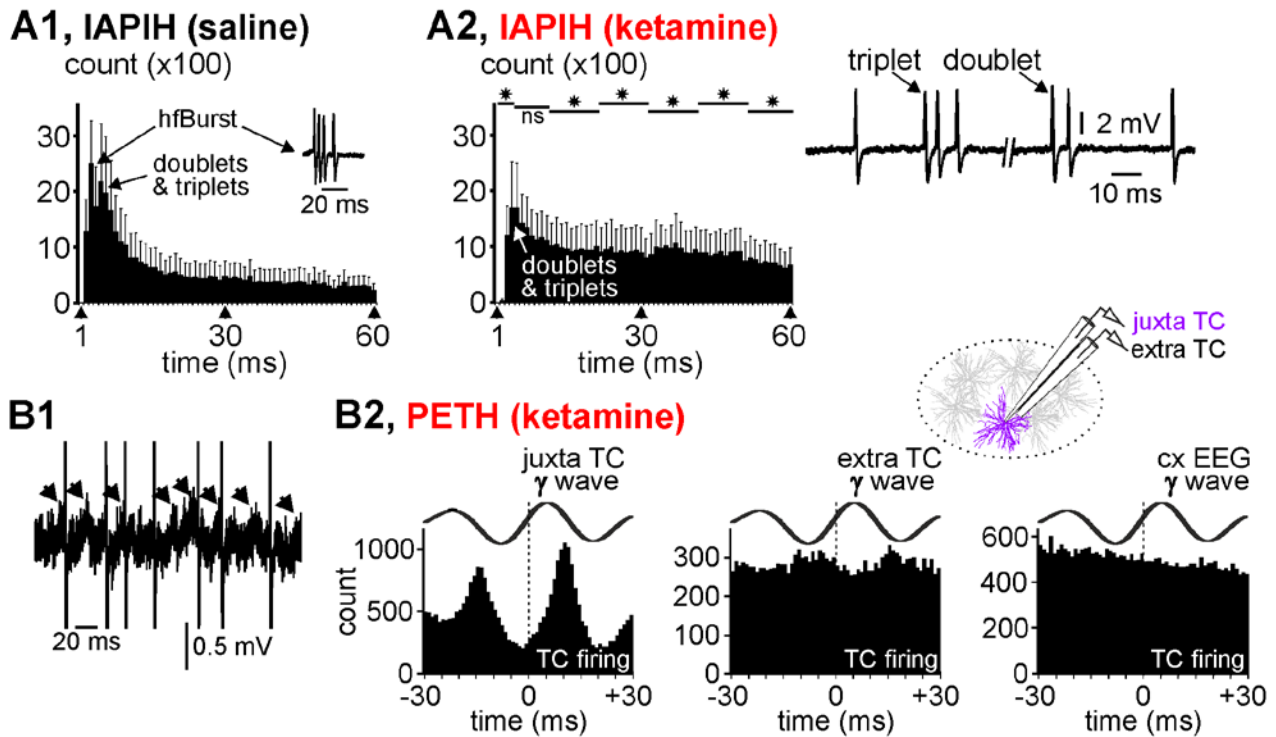 A1, IAPIH (saline)
count (x100)
hfBurst
doublets
& triplets
20 ms
30
20
10
0
1 30 60
time (ms)
A2, IAPIH (ketamine)
count (x100)
ns
30
20
10
0
doublets
& triplets
1 30 60
time (ms)
triplet doublet
2 mV
10 ms
juxta TC
extra TC
B1
20 ms
0.5 mV
B2, PETH (ketamine)
juxta TC
γ wave
count
1000
500
0
TC firing
-30 0 +30
time (ms)
extra TC
γ wave
300
200
100
0
TC firing
-30 0 +30
time (ms)
cx EEG
γ wave
600
400
200
0
TC firing
-30 0 +30
time (ms)